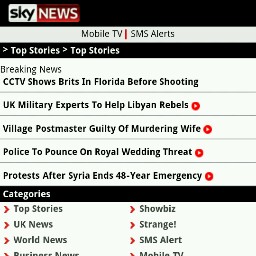 sky NEWS
Mobile TV | SMS Alerts
> Top Stories > Top Stories
Breaking News
CCTV Shows Brits In Florida Before Shooting
UK Military Experts To Help Libyan Rebels
Village Postmaster Guilty Of Murdering Wife
Police To Pounce On Royal Wedding Threat
Protests After Syria Ends 48-Year Emergency
Categories
Top Stories Showbiz
UK News Strange!
World News SMS Alert
Business News Mobile TV